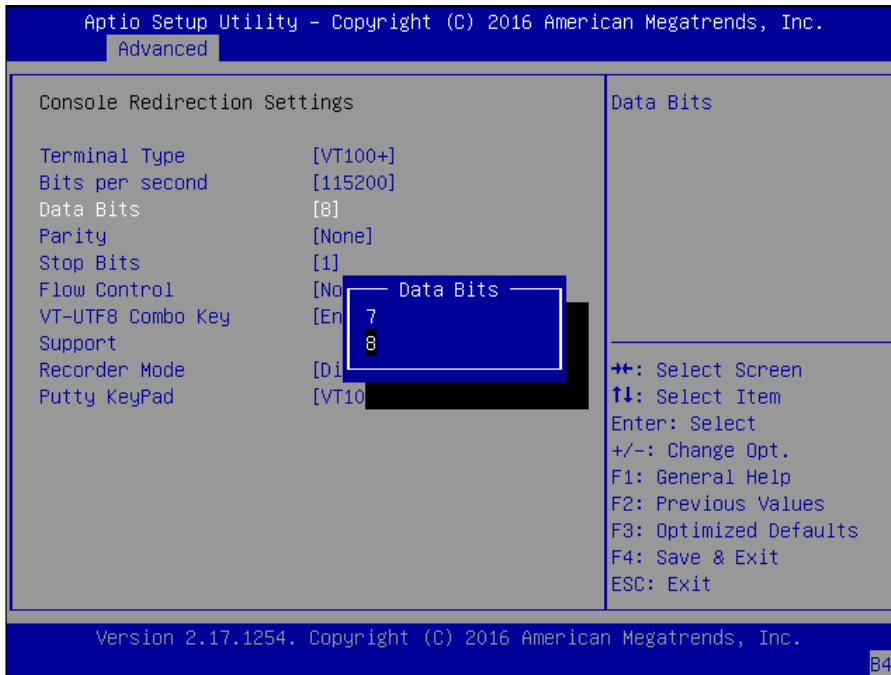 Aptio Setup Utility – Copyright (C) 2016 American Megatrends, Inc.
Advanced
Console Redirection Settings
Terminal Type [VT100+]
Bits per second [115200]
Data Bits [8]
Parity [None]
Stop Bits [1]
Flow Control [No
VT-UTF8 Combo Key [En
Support
Recorder Mode [Di
Putty KeyPad [VT10
Data Bits
7
8
Data Bits
→←: Select Screen
↑↓: Select Item
Enter: Select
+/-: Change Opt.
F1: General Help
F2: Previous Values
F3: Optimized Defaults
F4: Save & Exit
ESC: Exit
Version 2.17.1254. Copyright (C) 2016 American Megatrends, Inc.
B4